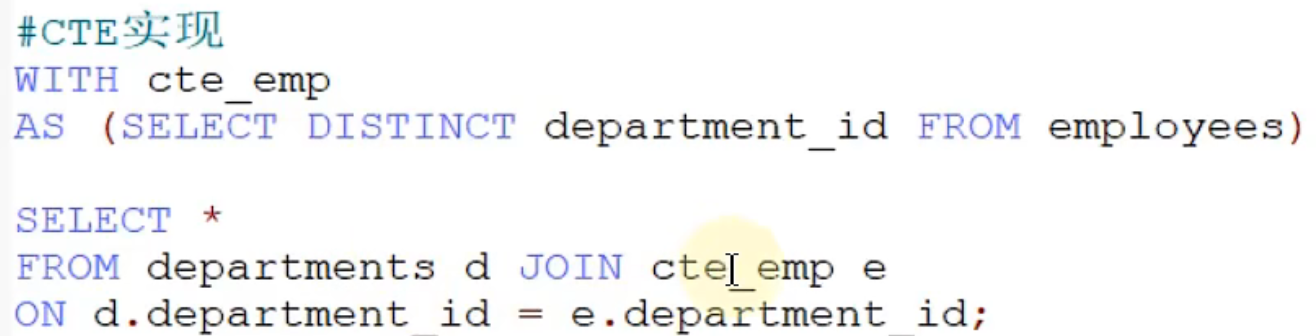 #CTE实现
WITH cte_emp
AS (SELECT DISTINCT department_id FROM employees)
SELECT *
FROM departments d JOIN cte_emp e
ON d.department_id = e.department_id;